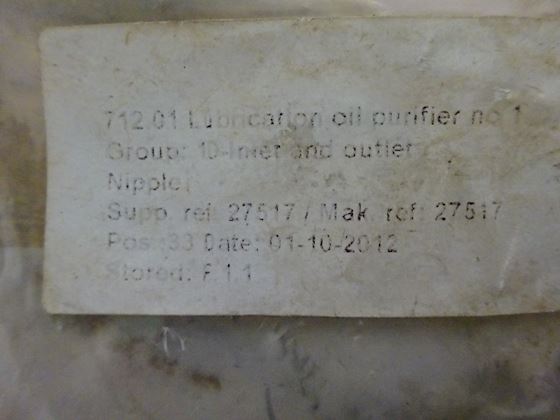 712.01 Lubrication oil purifier no 1
Group: 10-Inlet and outlet
Nipple
Supp. ref: 27517 / Mak. ref: 27517
Pos.:33 Date: 01-10-2012
Stored: F.1.1